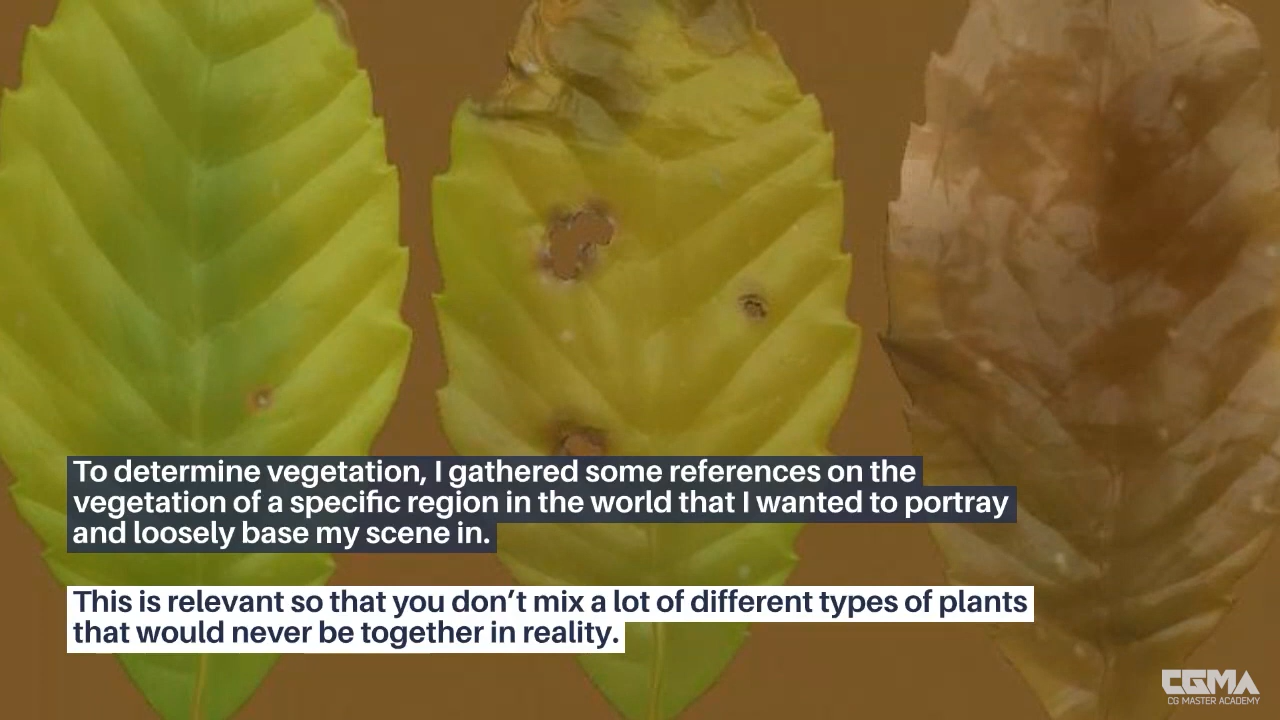 To determine vegetation, I gathered some references on the
vegetation of a specific region in the world that I wanted to portray
and loosely base my scene in.
This is relevant so that you don’t mix a lot of different types of plants
that would never be together in reality.
CGMA
CG MASTER ACADEMY